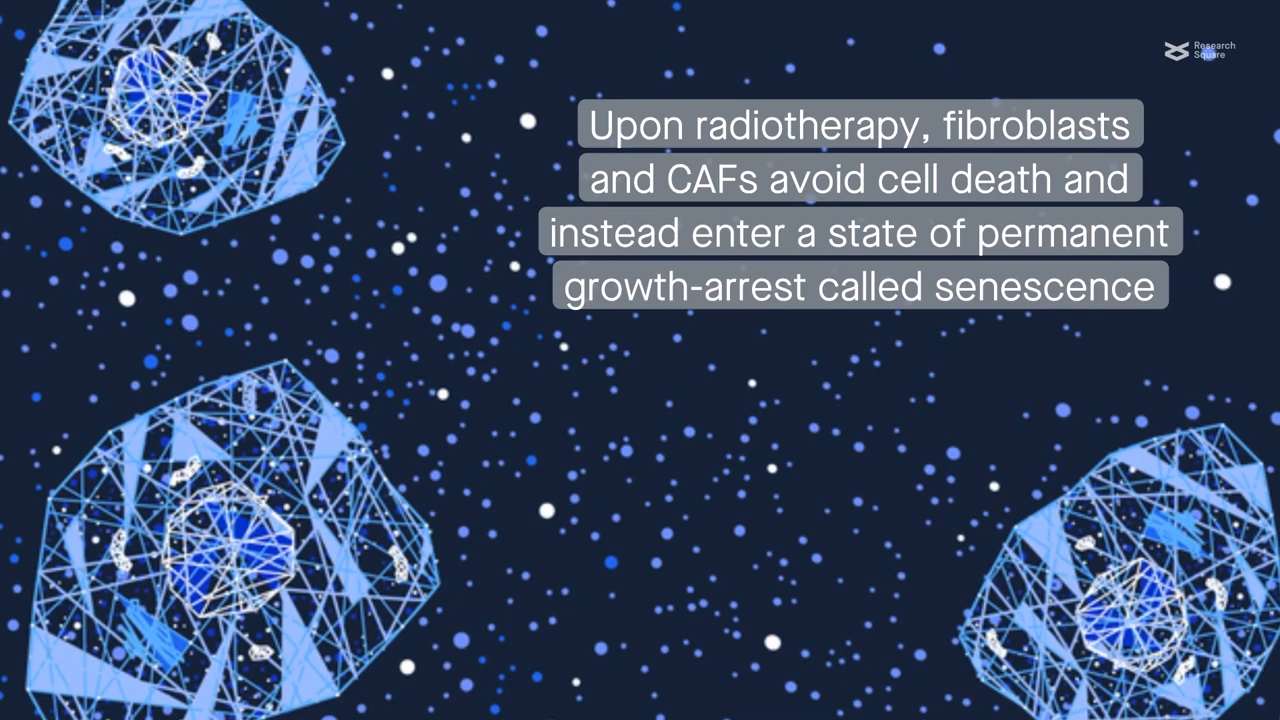 Research
Square
Upon radiotherapy, fibroblasts
and CAFs avoid cell death and
instead enter a state of permanent
growth-arrest called senescence